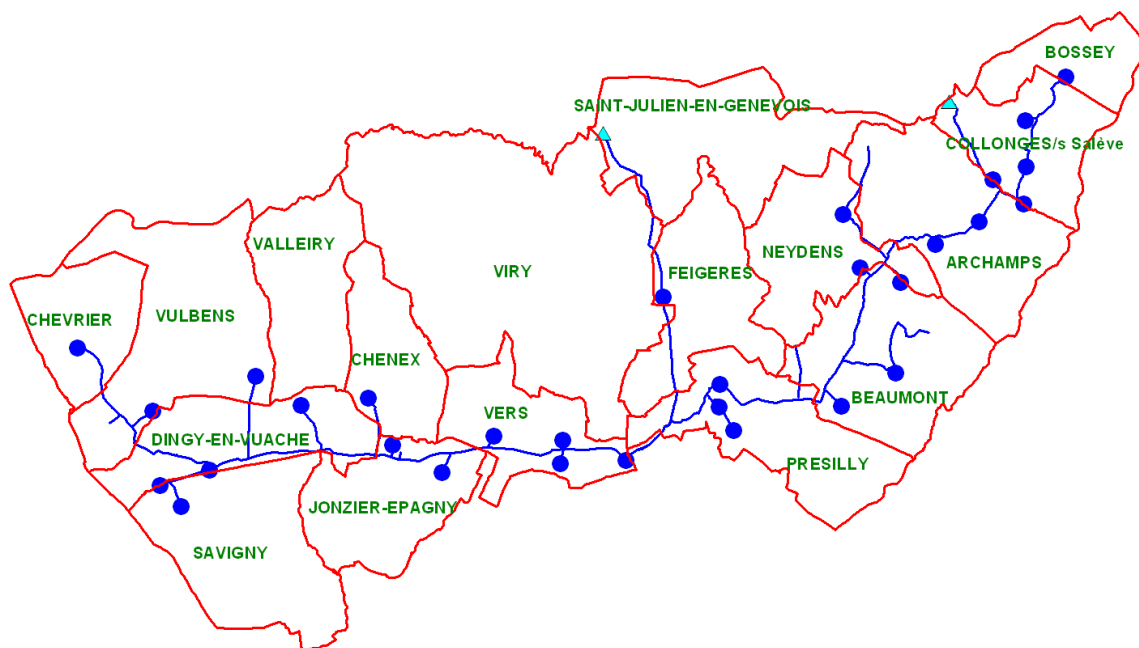 BOSSEY
SAINT-JULIEN-EN-GENEVOIS
COLLONGES/s Salève
VALLEIRY
NEYDENS
ARCHAMPS
VIRY
FEIGERES
CHEVRIER
VULBENS
CHENEX
BEAUMONT
VERS
DINGY-EN-VUACHE
PRESILLY
JONZIER-EPAGNY
SAVIGNY